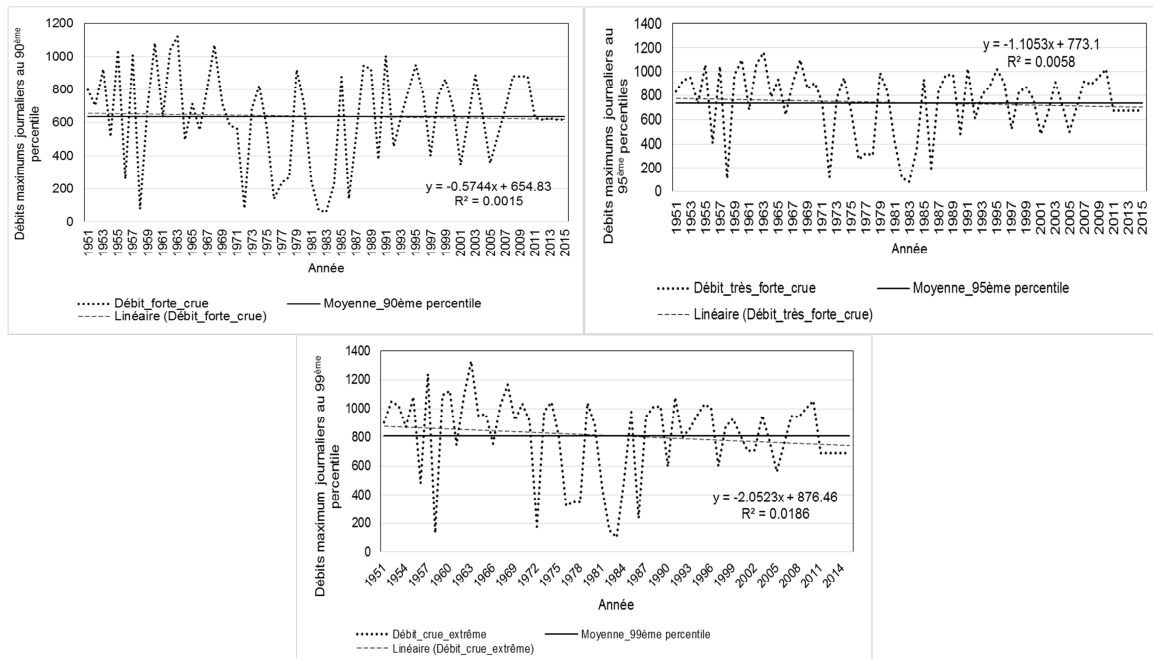 Débits maximums journaliers au 90ème
percentile
1200
1000
800
600
400
200
0
y = -0.5744x + 654.83
R² = 0.0015
1951 1953 1955 1957 1959 1961 1963 1965 1967 1969 1971 1973 1975 1977 1979 1981 1983 1985 1987 1989 1991 1993 1995 1997 1999 2001 2003 2005 2007 2009 2011 2013 2015
Année
Débit_forte_crue
Moyenne_90ème percentile
Linéaire (Débit_forte_crue)
Débits maximums journaliers au
95ème percentiles
1400
1200
1000
800
600
400
200
0
y = -1.1053x + 773.1
R² = 0.0058
1951 1953 1955 1957 1959 1961 1963 1965 1967 1969 1971 1973 1975 1977 1979 1981 1983 1985 1987 1989 1991 1993 1995 1997 1999 2001 2003 2005 2007 2009 2011 2013 2015
Année
Débit_très_forte_crue
Moyenne_95ème percentile
Linéaire (Débit_très_forte_crue)
Débits maximum journaliers au 99ème
percentile
1400
1200
1000
800
600
400
200
0
y = -2.0523x + 876.46
R² = 0.0186
1951 1954 1957 1960 1963 1966 1969 1972 1975 1978 1981 1984 1987 1990 1993 1996 1999 2002 2005 2008 2011 2014
Année
Débit_crue_extrême
Moyenne_99ème percentile
Linéaire (Débit_crue_extrême)